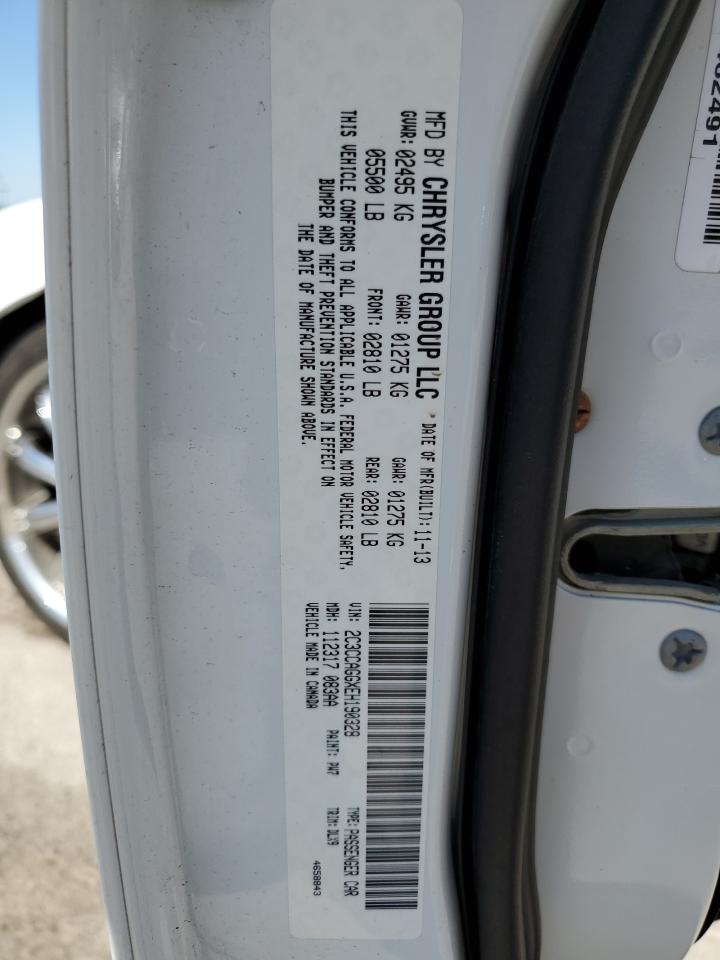 MFD BY CHRYSLER GROUP LLC DATE OF MFR(BUILT): 11-13
GVWR: 02495 KG GAWR: 01275 KG GAWR: 01275 KG
05500 LB FRONT: 02810 LB REAR: 02810 LB
THIS VEHICLE CONFORMS TO ALL APPLICABLE U.S.A. FEDERAL MOTOR VEHICLE SAFETY,
BUMPER AND THEFT PREVENTION STANDARDS IN EFFECT ON
THE DATE OF MANUFACTURE SHOWN ABOVE.
VIN: 2C3CCAGGXEH190328 TYPE: PASSENGER CAR
MDH: 112317 083AA PAINT: PW7 TRIM: DLX9
VEHICLE MADE IN CANADA
4658843